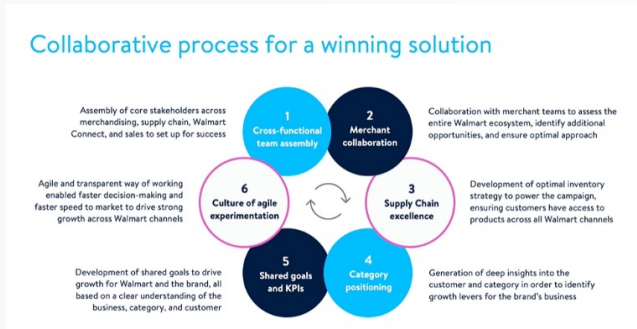 Collaborative process for a winning solution
Assembly of core stakeholders across
merchandising, supply chain, Walmart
Connect, and sales to set up for success
1
Cross-functional
team assembly
2
Merchant
collaboration
Collaboration with merchant teams to assess the
entire Walmart ecosystem, identify additional
opportunities, and ensure optimal approach
Agile and transparent way of working
enabled faster decision-making and
faster speed to market to drive strong
growth across Walmart channels
6
Culture of agile
experimentation
3
Supply Chain
excellence
Development of optimal inventory
strategy to power the campaign,
ensuring customers have access to
products across all Walmart channels
Development of shared goals to drive
growth for Walmart and the brand, all
based on a clear understanding of the
business, category, and customer
5
Shared goals
and KPIs
4
Category
positioning
Generation of deep insights into the
customer and category in order to identify
growth levers for the brand's business